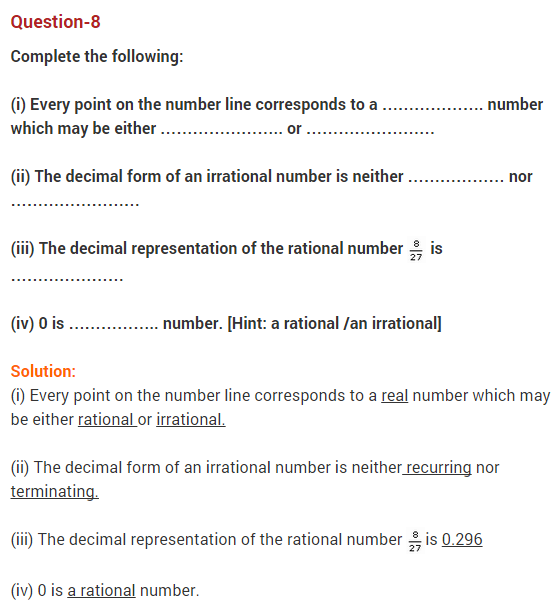 Question-8
Complete the following:
(i) Every point on the number line corresponds to a ................... number
which may be either ....................... or ........................
(ii) The decimal form of an irrational number is neither .................. nor
........................
(iii) The decimal representation of the rational number 8/27 is
.....................
(iv) 0 is ................. number. [Hint: a rational /an irrational]
Solution:
(i) Every point on the number line corresponds to a real number which may
be either rational or irrational.
(ii) The decimal form of an irrational number is neither recurring nor
terminating.
(iii) The decimal representation of the rational number 8/27 is 0.296
(iv) 0 is a rational number.